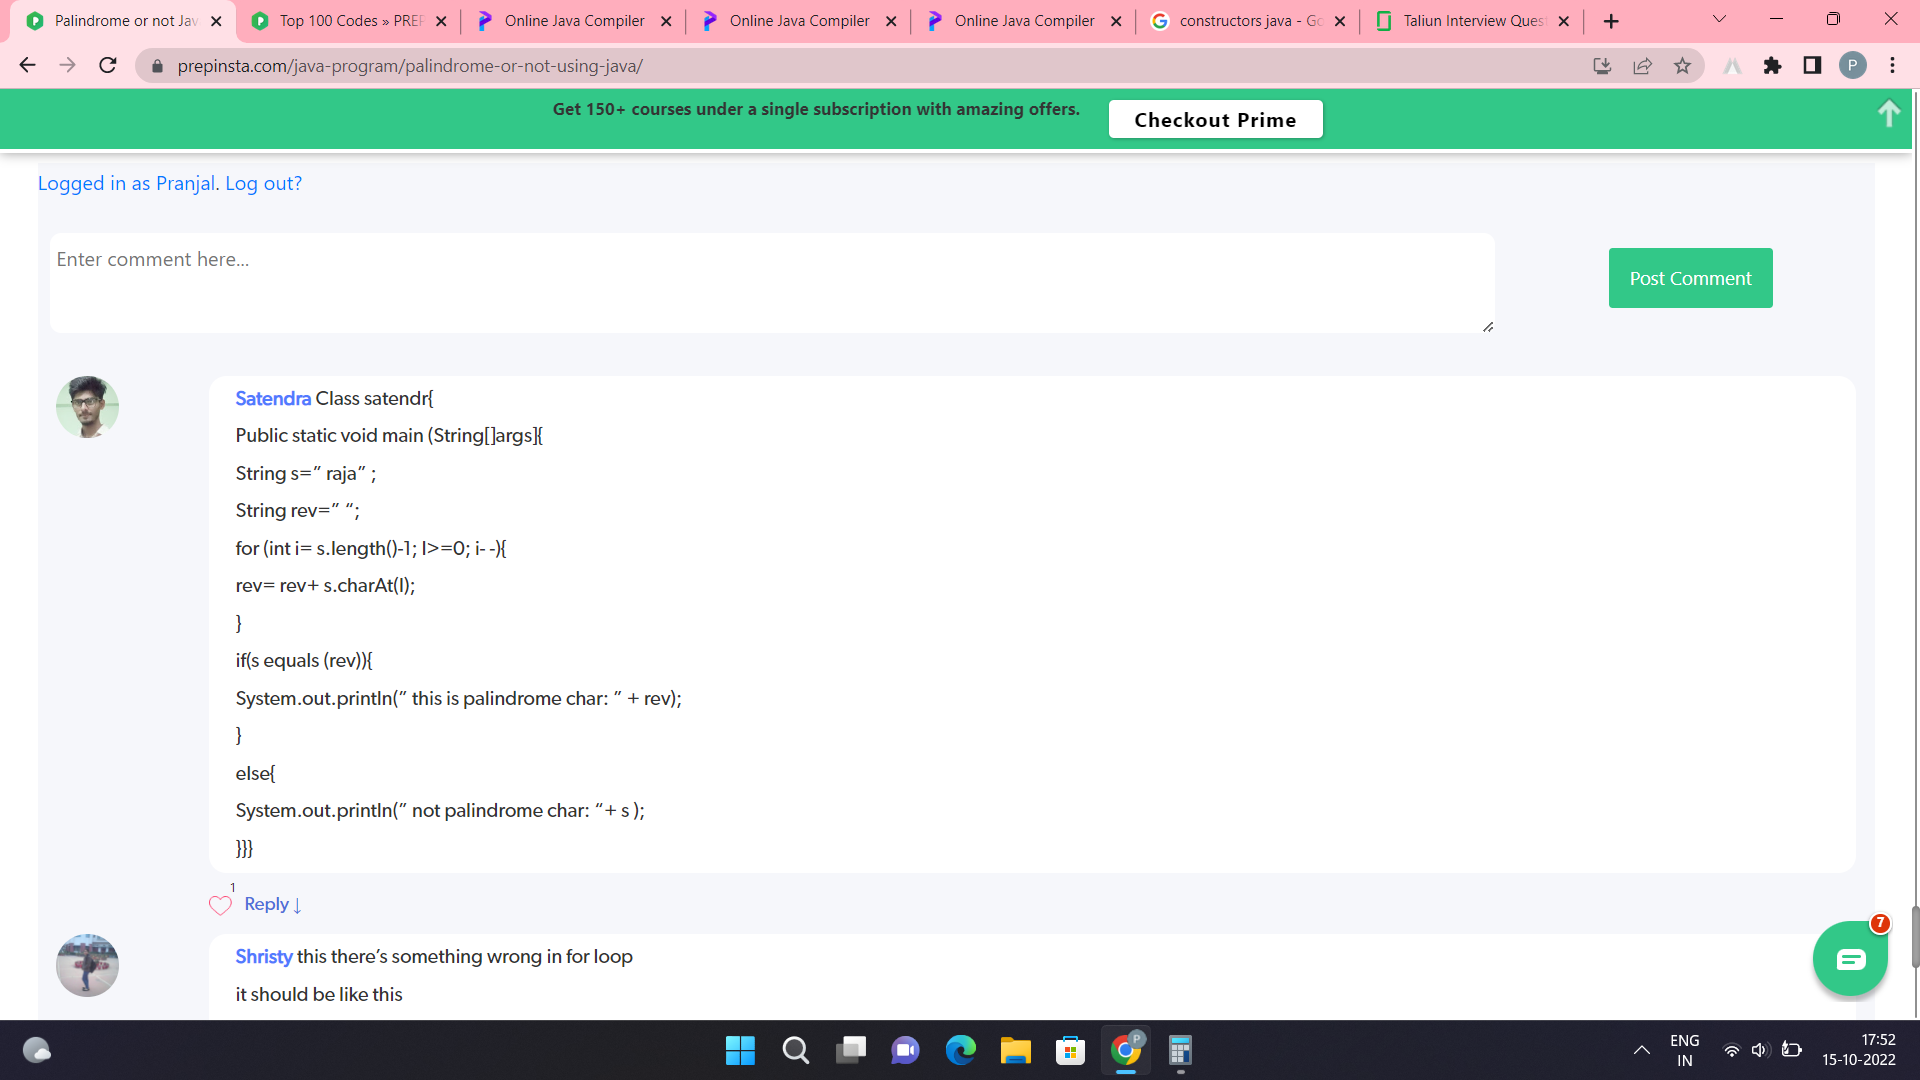 Palindrome or not Jav
Top 100 Codes » PREP
Online Java Compiler
Online Java Compiler
Online Java Compiler
constructors java - Go
Taliun Interview Quest
prepinsta.com/java-program/palindrome-or-not-using-java/
P
Get 150+ courses under a single subscription with amazing offers.
Checkout Prime
Logged in as Pranjal. Log out?
Enter comment here...
Post Comment
Satendra Class satendr{
Public static void main (String[]args]{
String s=” raja” ;
String rev=” “;
for (int i= s.length()-1; I>=0; i- -){
rev= rev+ s.charAt(I);
}
if(s equals (rev)){
System.out.println(” this is palindrome char: ” + rev);
}
else{
System.out.println(” not palindrome char: “+ s );
}}}
1
Reply ↓
7
Shristy this there’s something wrong in for loop
it should be like this
P
ENG
IN
17:52
15-10-2022